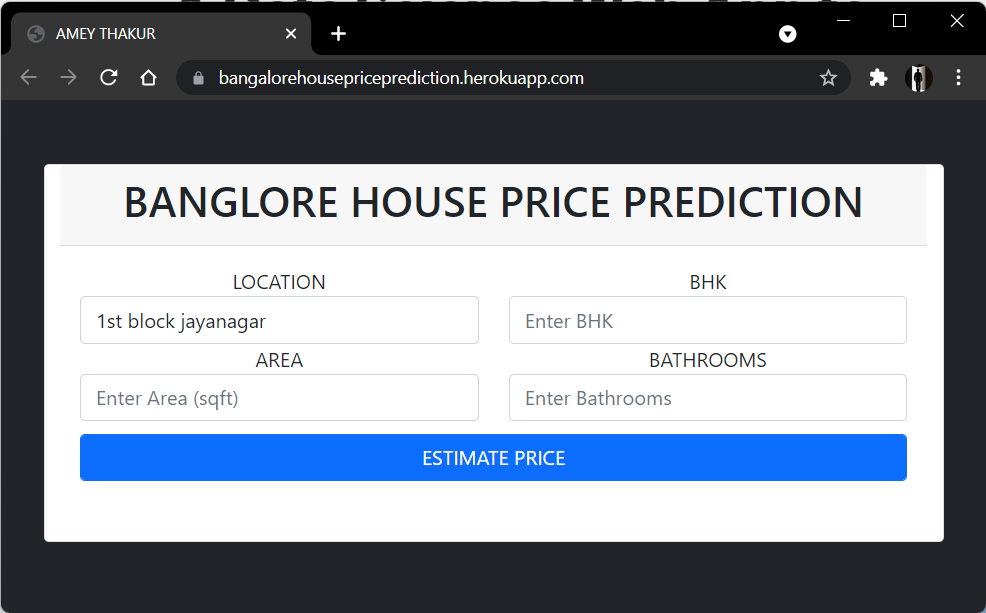 AMEY THAKUR
bangalorehousepriceprediction.herokuapp.com
BANGLORE HOUSE PRICE PREDICTION
LOCATION
BHK
1st block jayanagar
Enter BHK
AREA
BATHROOMS
Enter Area (sqft)
Enter Bathrooms
ESTIMATE PRICE